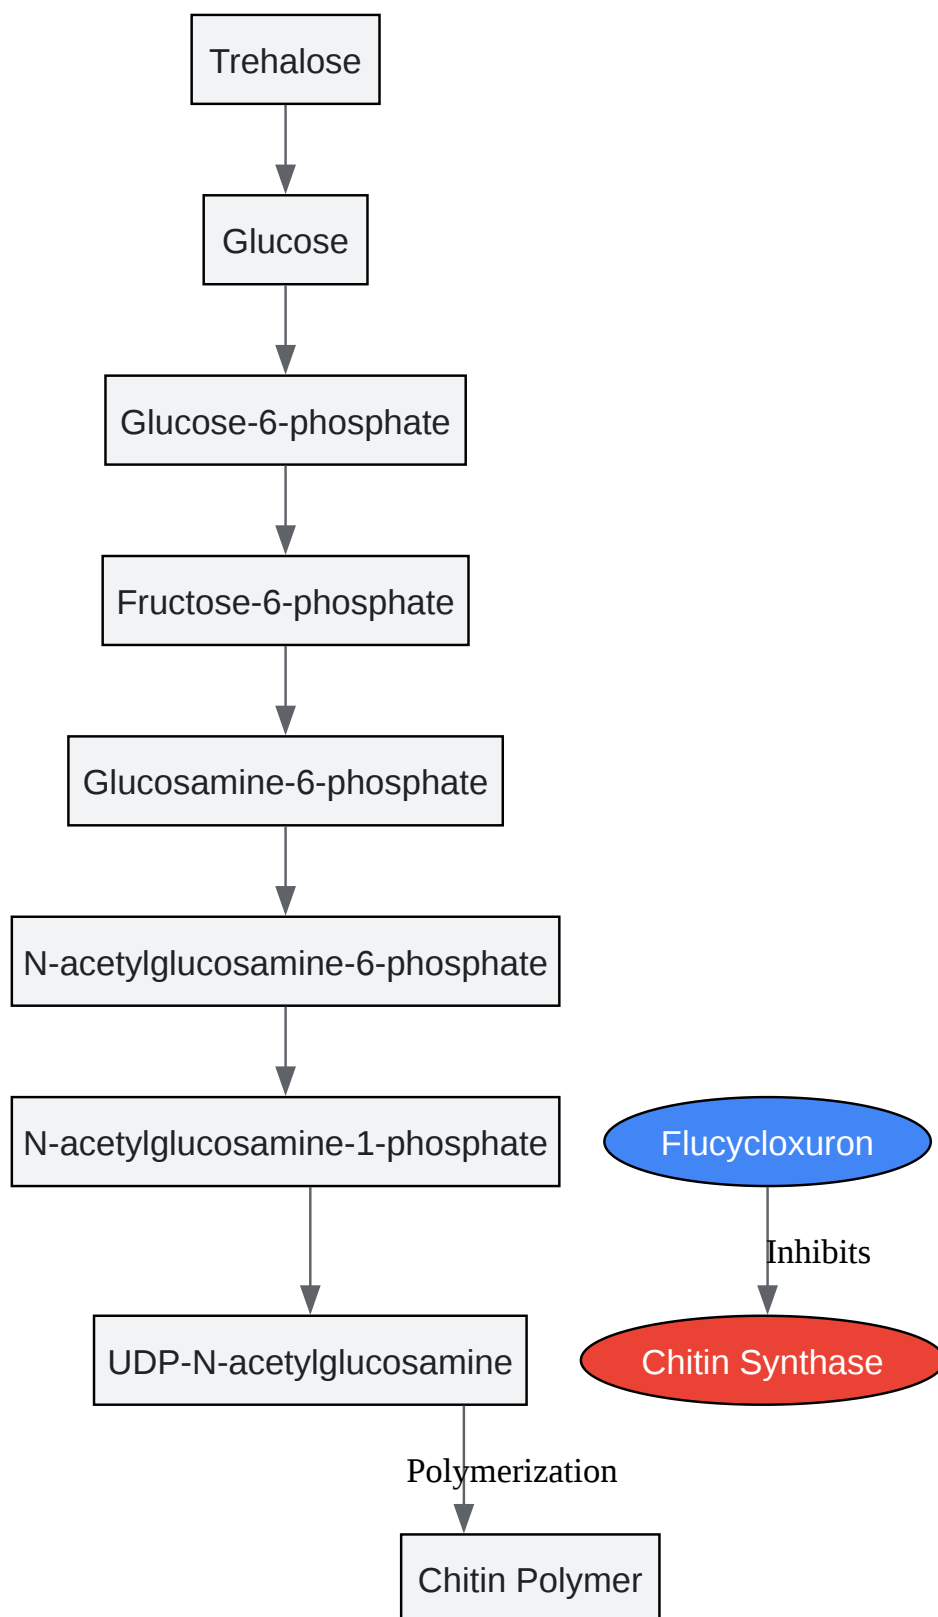 Trehalose
Glucose
Glucose-6-phosphate
Fructose-6-phosphate
Glucosamine-6-phosphate
N-acetylglucosamine-6-phosphate
N-acetylglucosamine-1-phosphate
Flucycloxuron
Inhibits
UDP-N-acetylglucosamine
Chitin Synthase
Polymerization
Chitin Polymer